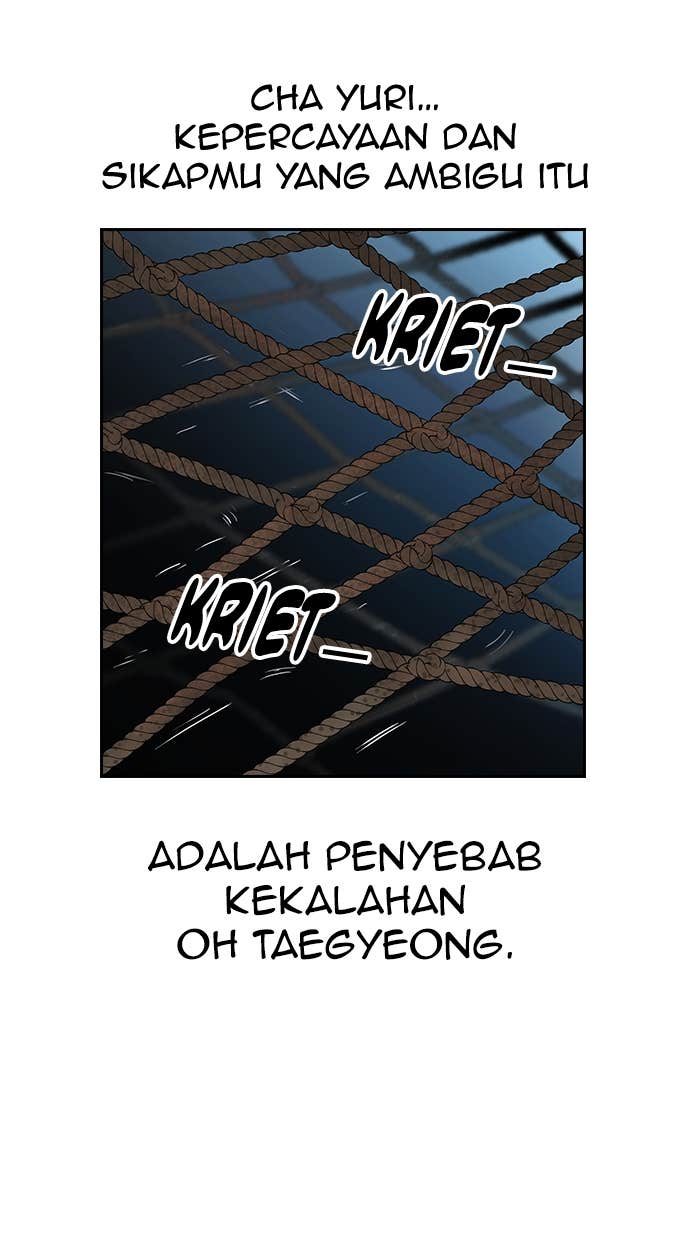 CHA YURI...
KEPERCAYAAN DAN
SIKAPMU YANG AMBIGU ITU
KRIET_
KRIET_
ADALAH PENYEBAB
KEKALAHAN
OH TAEGYEONG.